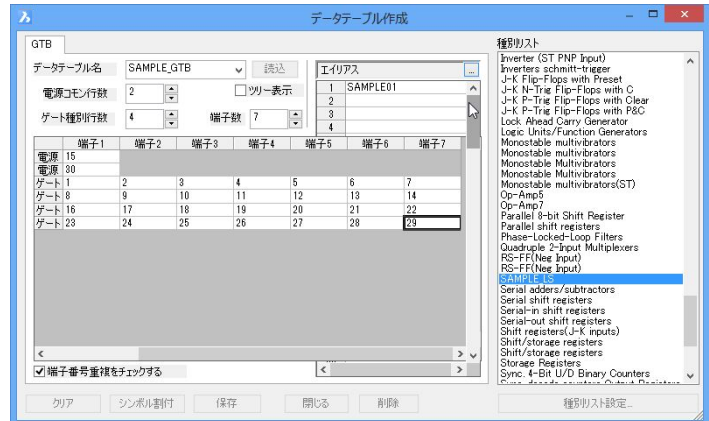 データテーブル作成
GTB
種別リスト
データテーブル名 SAMPLE_GTB 読込
電源コモン行数 2 ツリー表示
ゲート種別行数 4 端子数 7
エイリアス ...
1 SAMPLE01
2
3
4
端子1 端子2 端子3 端子4 端子5 端子6 端子7
電源 15
電源 30
ゲート 1 2 3 4 5 6 7
ゲート 8 9 10 11 12 13 14
ゲート 16 17 18 19 20 21 22
ゲート 23 24 25 26 27 28 29
端子番号重複をチェックする
クリア シンボル割付 保存 閉じる 削除
Inverter (ST PNP Input)
Inverters schmitt-trigger
J-K Flip-Flops with Preset
J-K N-Trig Flip-Flops with C
J-K P-Trig Flip-Flops with Clear
J-K P-Trig Flip-Flops with P&C
Lock Ahead Carry Generator
Logic Units/Function Generators
Monostable multivibrators
Monostable multivibrators
Monostable multivibrators
Monostable multivibrators
Monostable multivibrators(ST)
Op-Amp5
Op-Amp7
Parallel 8-bit Shift Register
Parallel shift registers
Phase-Locked-Loop Filters
Quadruple 2-Input Multiplexers
RS-FF(Neg Input)
RS-FF(Neg Input)
SAMPLE_LS
Serial adders/subtractors
Serial shift registers
Serial-in shift registers
Serial-out shift registers
Shift registers(J-K inputs)
Shift/storage registers
Shift/storage registers
Storage Registers
Sync. 4-Bit U/D Binary Counters
種別リスト設定...